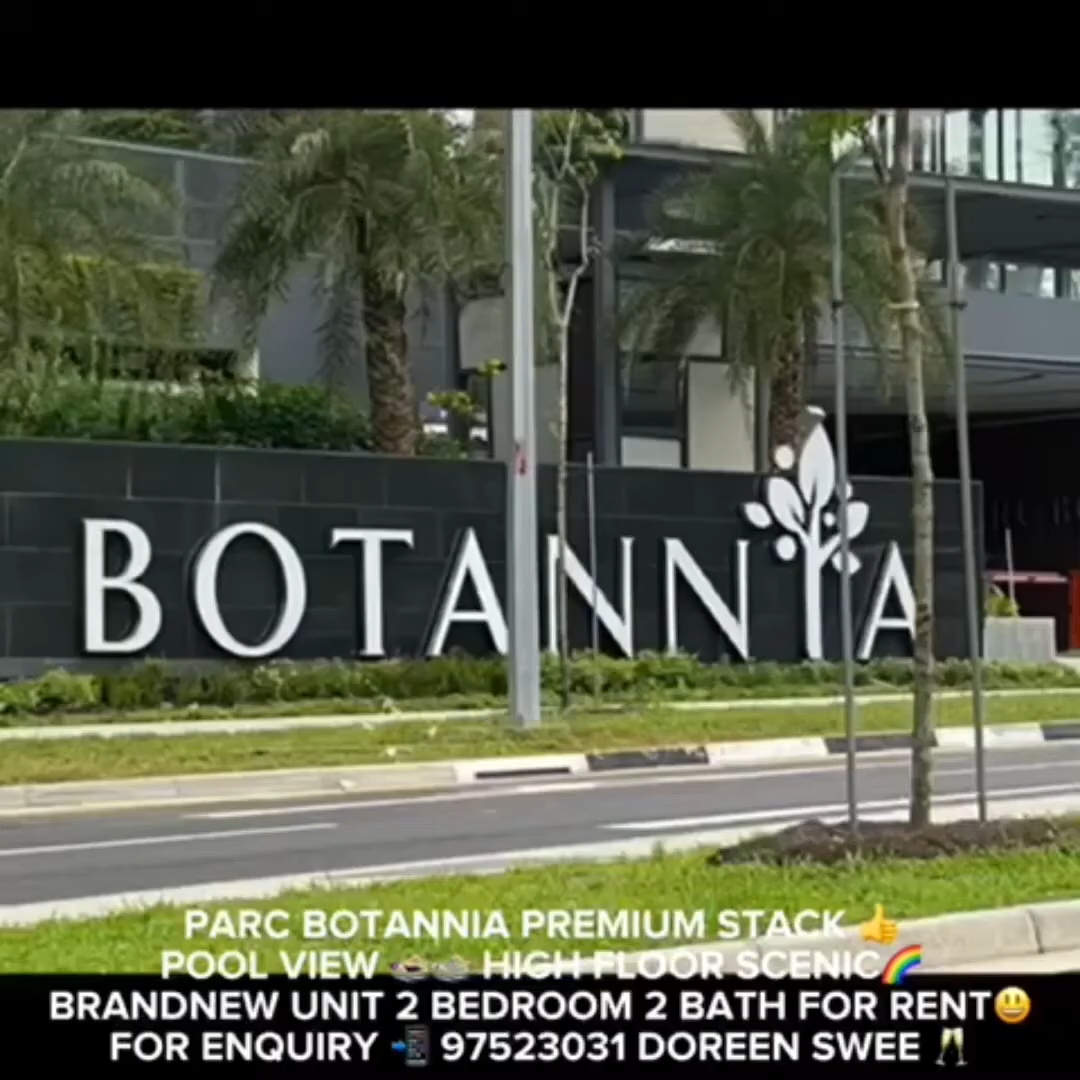 BOTANNIA
PARC BOTANNIA PREMIUM STACK 👍
POOL VIEW HIGH FLOOR SCENIC🌈
BRANDNEW UNIT 2 BEDROOM 2 BATH FOR RENT😃
FOR ENQUIRY 📲 97523031 DOREEN SWEE 🥂